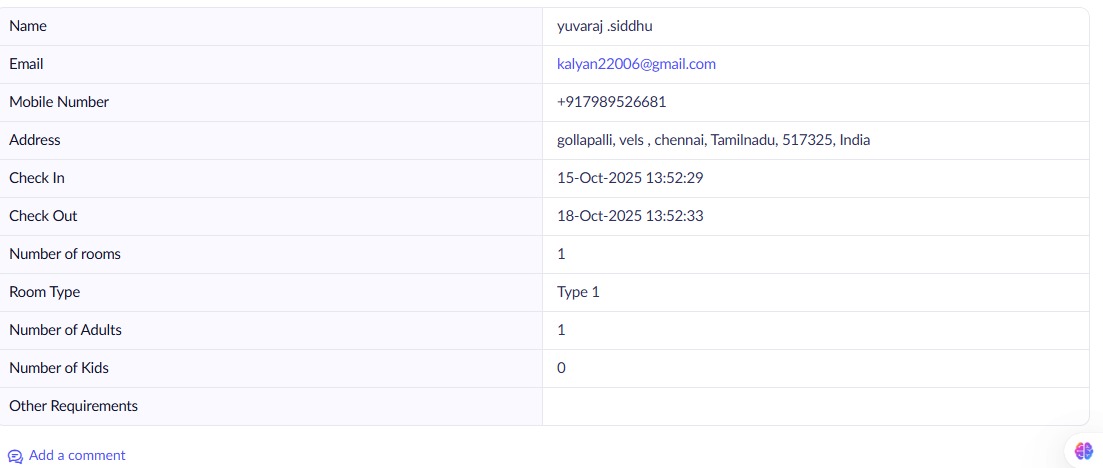 Name yuvaraj .siddhu
Email kalyan22006@gmail.com
Mobile Number +917989526681
Address gollapalli, vels , chennai, Tamilnadu, 517325, India
Check In 15-Oct-2025 13:52:29
Check Out 18-Oct-2025 13:52:33
Number of rooms 1
Room Type Type 1
Number of Adults 1
Number of Kids 0
Other Requirements
Add a comment